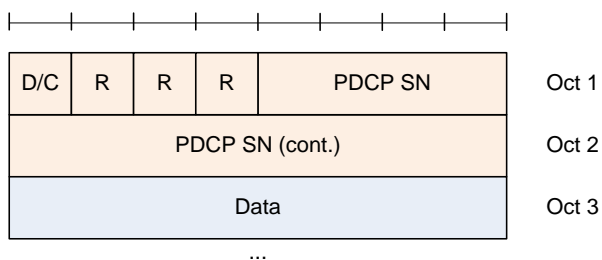 D/C R R R PDCP SN Oct 1
PDCP SN (cont.) Oct 2
Data Oct 3
...